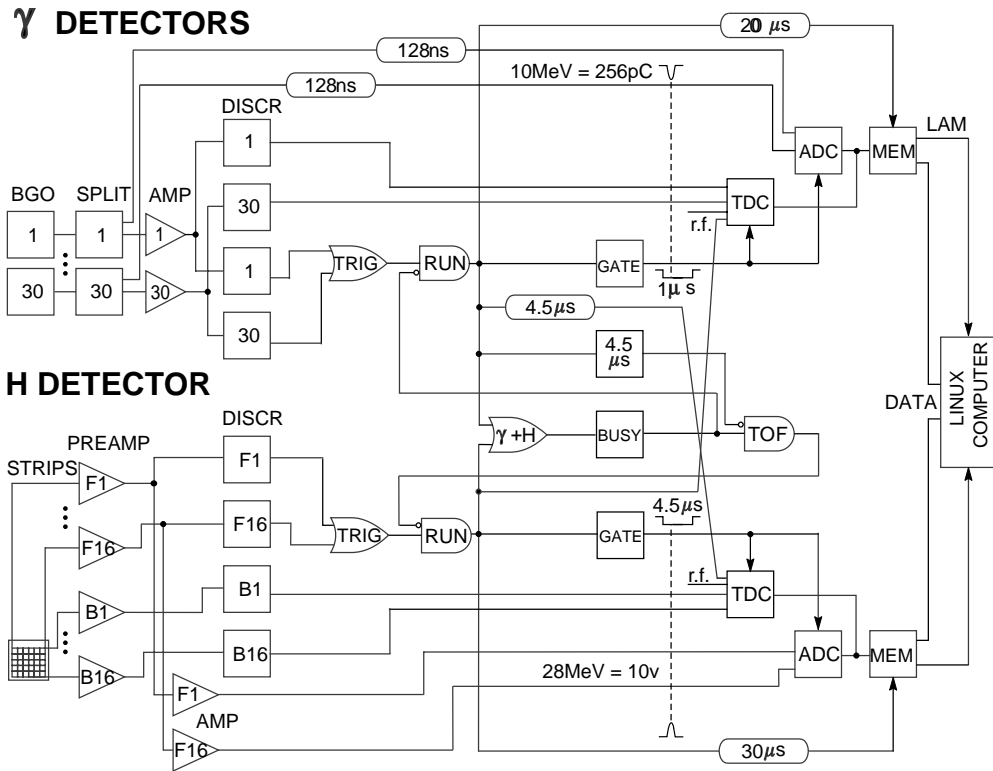 γ DETECTORS
20 μs
128ns
10MeV = 256pC
128ns
DISCR
LAM
1
ADC
MEM
BGO
SPLIT
AMP
TDC
30
r.f.
1
1
1
1
TRIG
RUN
GATE
30
30
30
1μs
4.5μs
30
4.5
μs
LINUX
COMPUTER
H DETECTOR
DATA
DISCR
γ+H
BUSY
TOF
PREAMP
STRIPS
F1
F1
4.5μs
F16
F16
TRIG
RUN
GATE
r.f.
B1
B1
TDC
B16
B16
ADC
MEM
28MeV = 10v
F1
AMP
F16
30μs